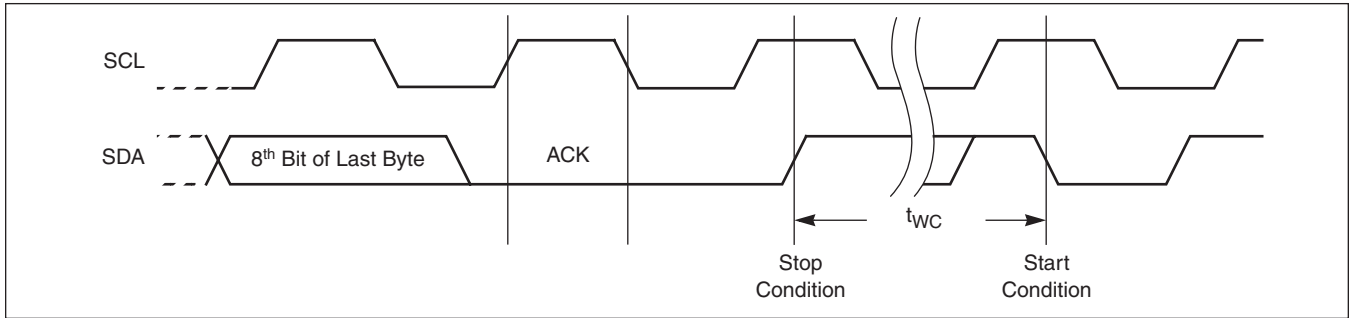 SCL
SDA
8th Bit of Last Byte
ACK
tWC
Stop
Condition
Start
Condition